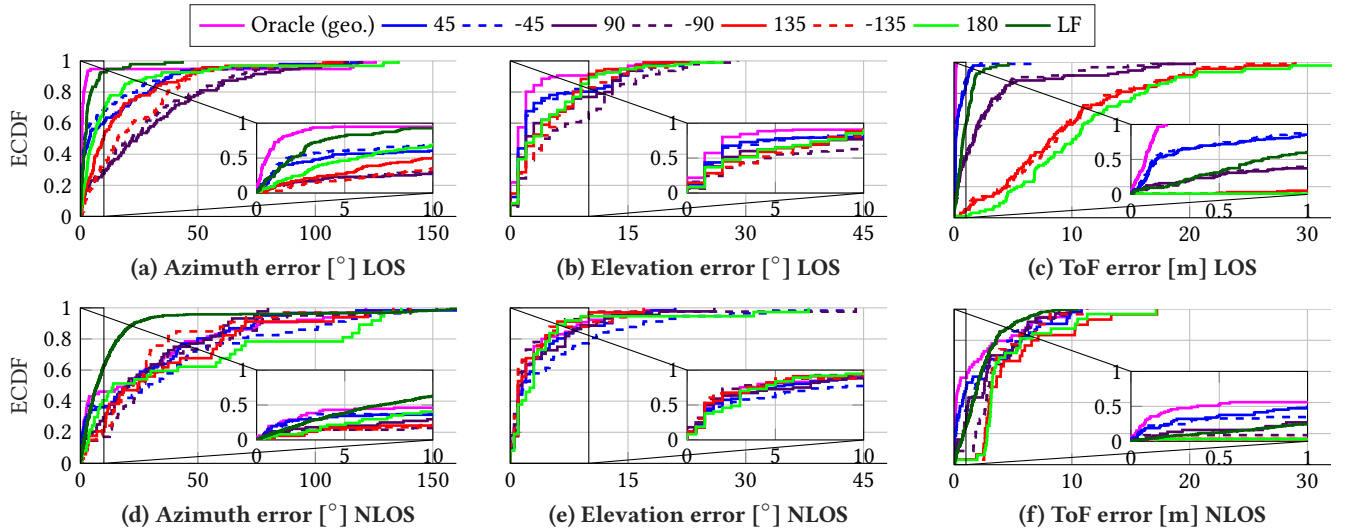 Oracle (geo.) 45 -45 90 -90 135 -135 180 LF
ECDF
1
0.8
0.6
0.4
0.2
0
0 50 100 150
1
0.5
0
0 5 10
(a) Azimuth error [°] LOS
0 15 30 45
1
0.5
0
0 5 10
(b) Elevation error [°] LOS
0 10 20 30
1
0.5
0
0 0.5 1
(c) ToF error [m] LOS
ECDF
1
0.8
0.6
0.4
0.2
0
0 50 100 150
1
0.5
0
0 5 10
(d) Azimuth error [°] NLOS
0 15 30 45
1
0.5
0
0 5 10
(e) Elevation error [°] NLOS
0 10 20 30
1
0.5
0
0 0.5 1
(f) ToF error [m] NLOS